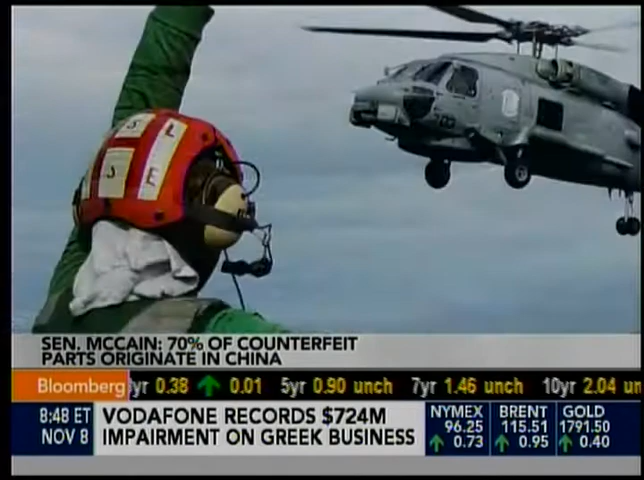 S L
J E
SEN. MCCAIN: 70% OF COUNTERFEIT
PARTS ORIGINATE IN CHINA
Bloomberg yr 0.38 0.01 5yr 0.90 unch 7yr 1.46 unch 10yr 2.04 un
8:48 ET
NOV 8
VODAFONE RECORDS $724M
IMPAIRMENT ON GREEK BUSINESS
NYMEX
96.25
0.73
BRENT
115.51
0.95
GOLD
1791.50
0.40